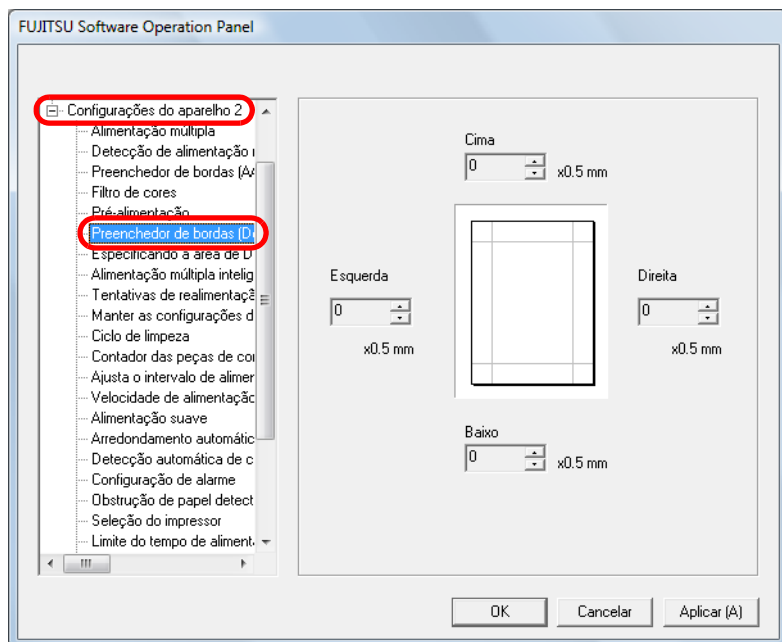 FUJITSU Software Operation Panel
Configurações do aparelho 2
Alimentação múltipla
Detecção de alimentação
Preenchedor de bordas (A
Filtro de cores
Pré-alimentação
Preenchedor de bordas (D
Especificando a área de D
Alimentação múltipla intelig
Tentativas de realimentaçã
Manter as configurações d
Ciclo de limpeza
Contador das peças de co
Ajusta o intervalo de alimer
Velocidade de alimentação
Alimentação suave
Arredondamento automátic
Detecção automática de c
Configuração de alarme
Obstrução de papel detect
Seleção do impressor
Limite do tempo de aliment
Cima
0 x0.5 mm
Esquerda
0
x0.5 mm
Direita
0
x0.5 mm
Baixo
0 x0.5 mm
OK Cancelar Aplicar (A)